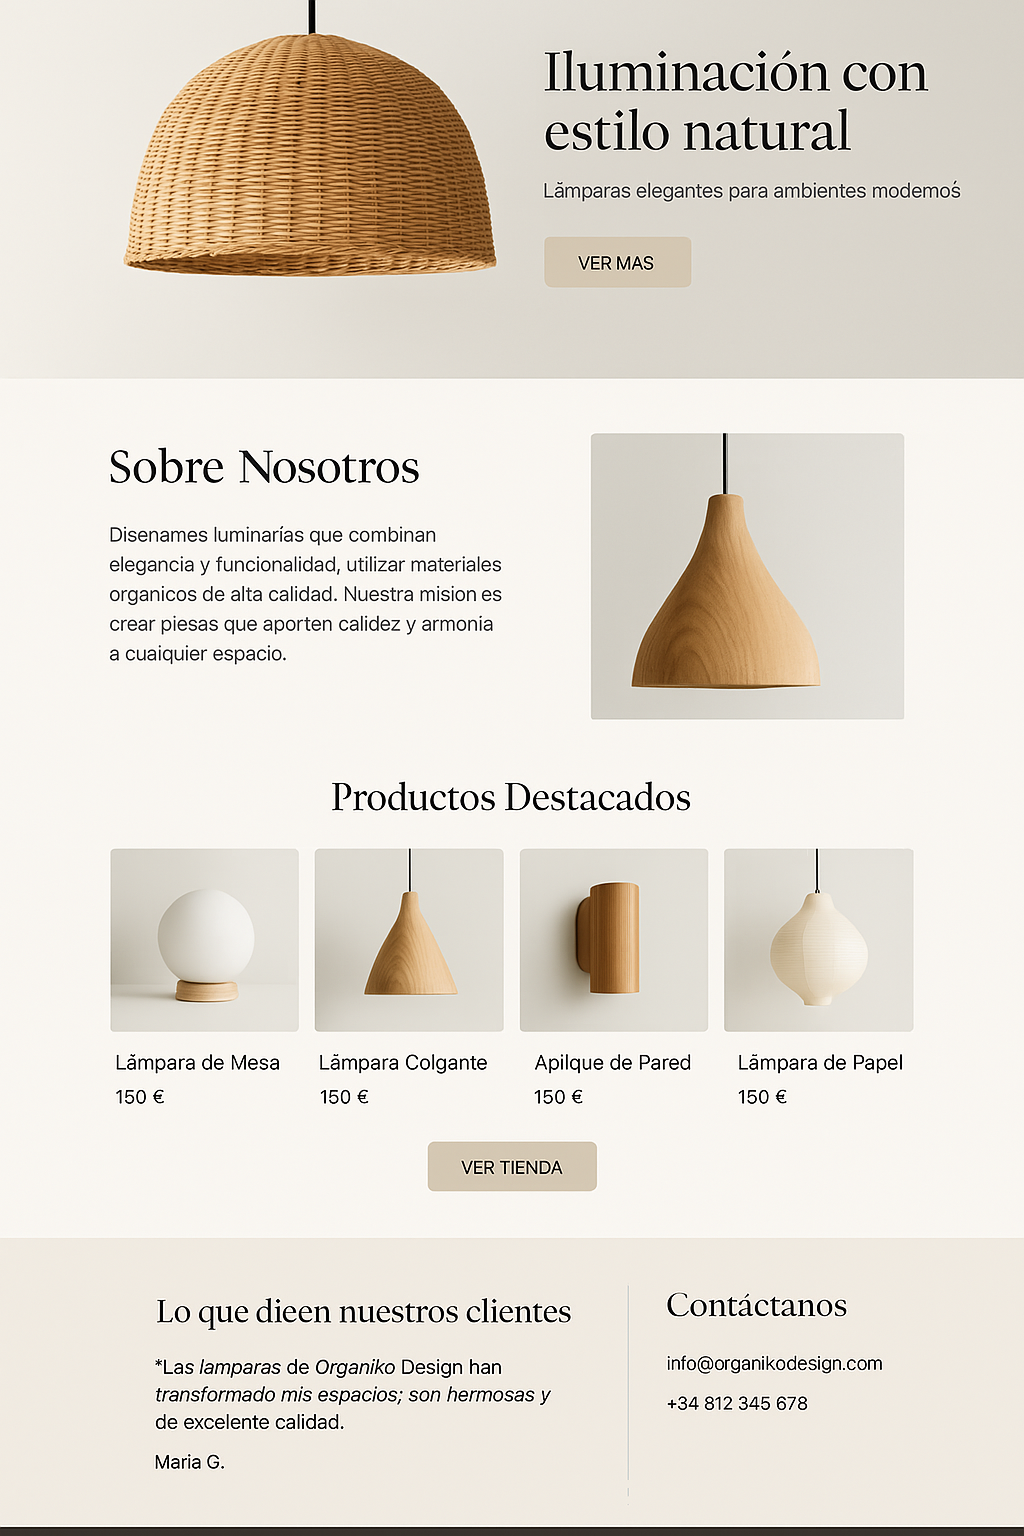 Iluminación con
estilo natural
Lămparas elegantes para ambientes modemoś
VER MAS
Sobre Nosotros
Disenames luminarías que combinan
elegancia y funcionalidad, utilizar materiales
organicos de alta calidad. Nuestra mision es
crear piesas que aporten calidez y armonia
a cuaiquier espacio.
Productos Destacados
Lámpara de Mesa
150 €
Lămpara Colgante
150 €
Apilque de Pared
150 €
Lămpara de Papel
150 €
VER TIENDA
Lo que dieen nuestros clientes
*Las lamparas de Organiko Design han
transformado mis espacios; son hermosas y
de excelente calidad.
Maria G.
Contáctanos
info@organikodesign.com
+34 812 345 678